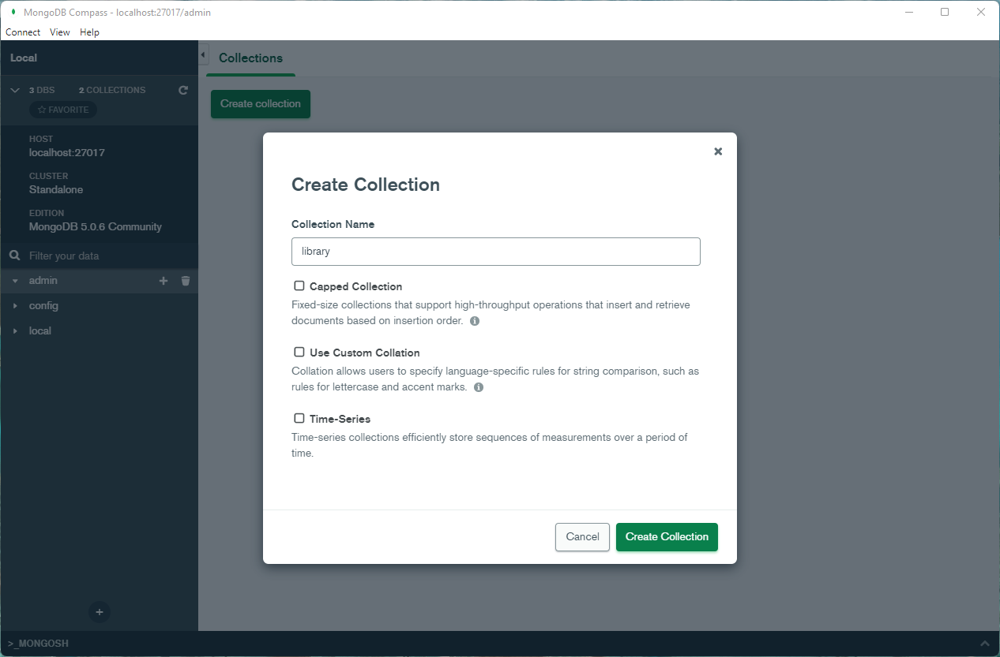 MongoDB Compass - localhost:27017/admin
Connect View Help
Local
3 DBS 2 COLLECTIONS
FAVORITE
HOST
localhost:27017
CLUSTER
Standalone
EDITION
MongoDB 5.0.6 Community
Filter your data
admin
config
local
Collections
Create collection
Create Collection
Collection Name
library
Capped Collection
Fixed-size collections that support high-throughput operations that insert and retrieve
documents based on insertion order.
Use Custom Collation
Collation allows users to specify language-specific rules for string comparison, such as
rules for lettercase and accent marks.
Time-Series
Time-series collections efficiently store sequences of measurements over a period of
time.
Cancel Create Collection
>_MONGOSH